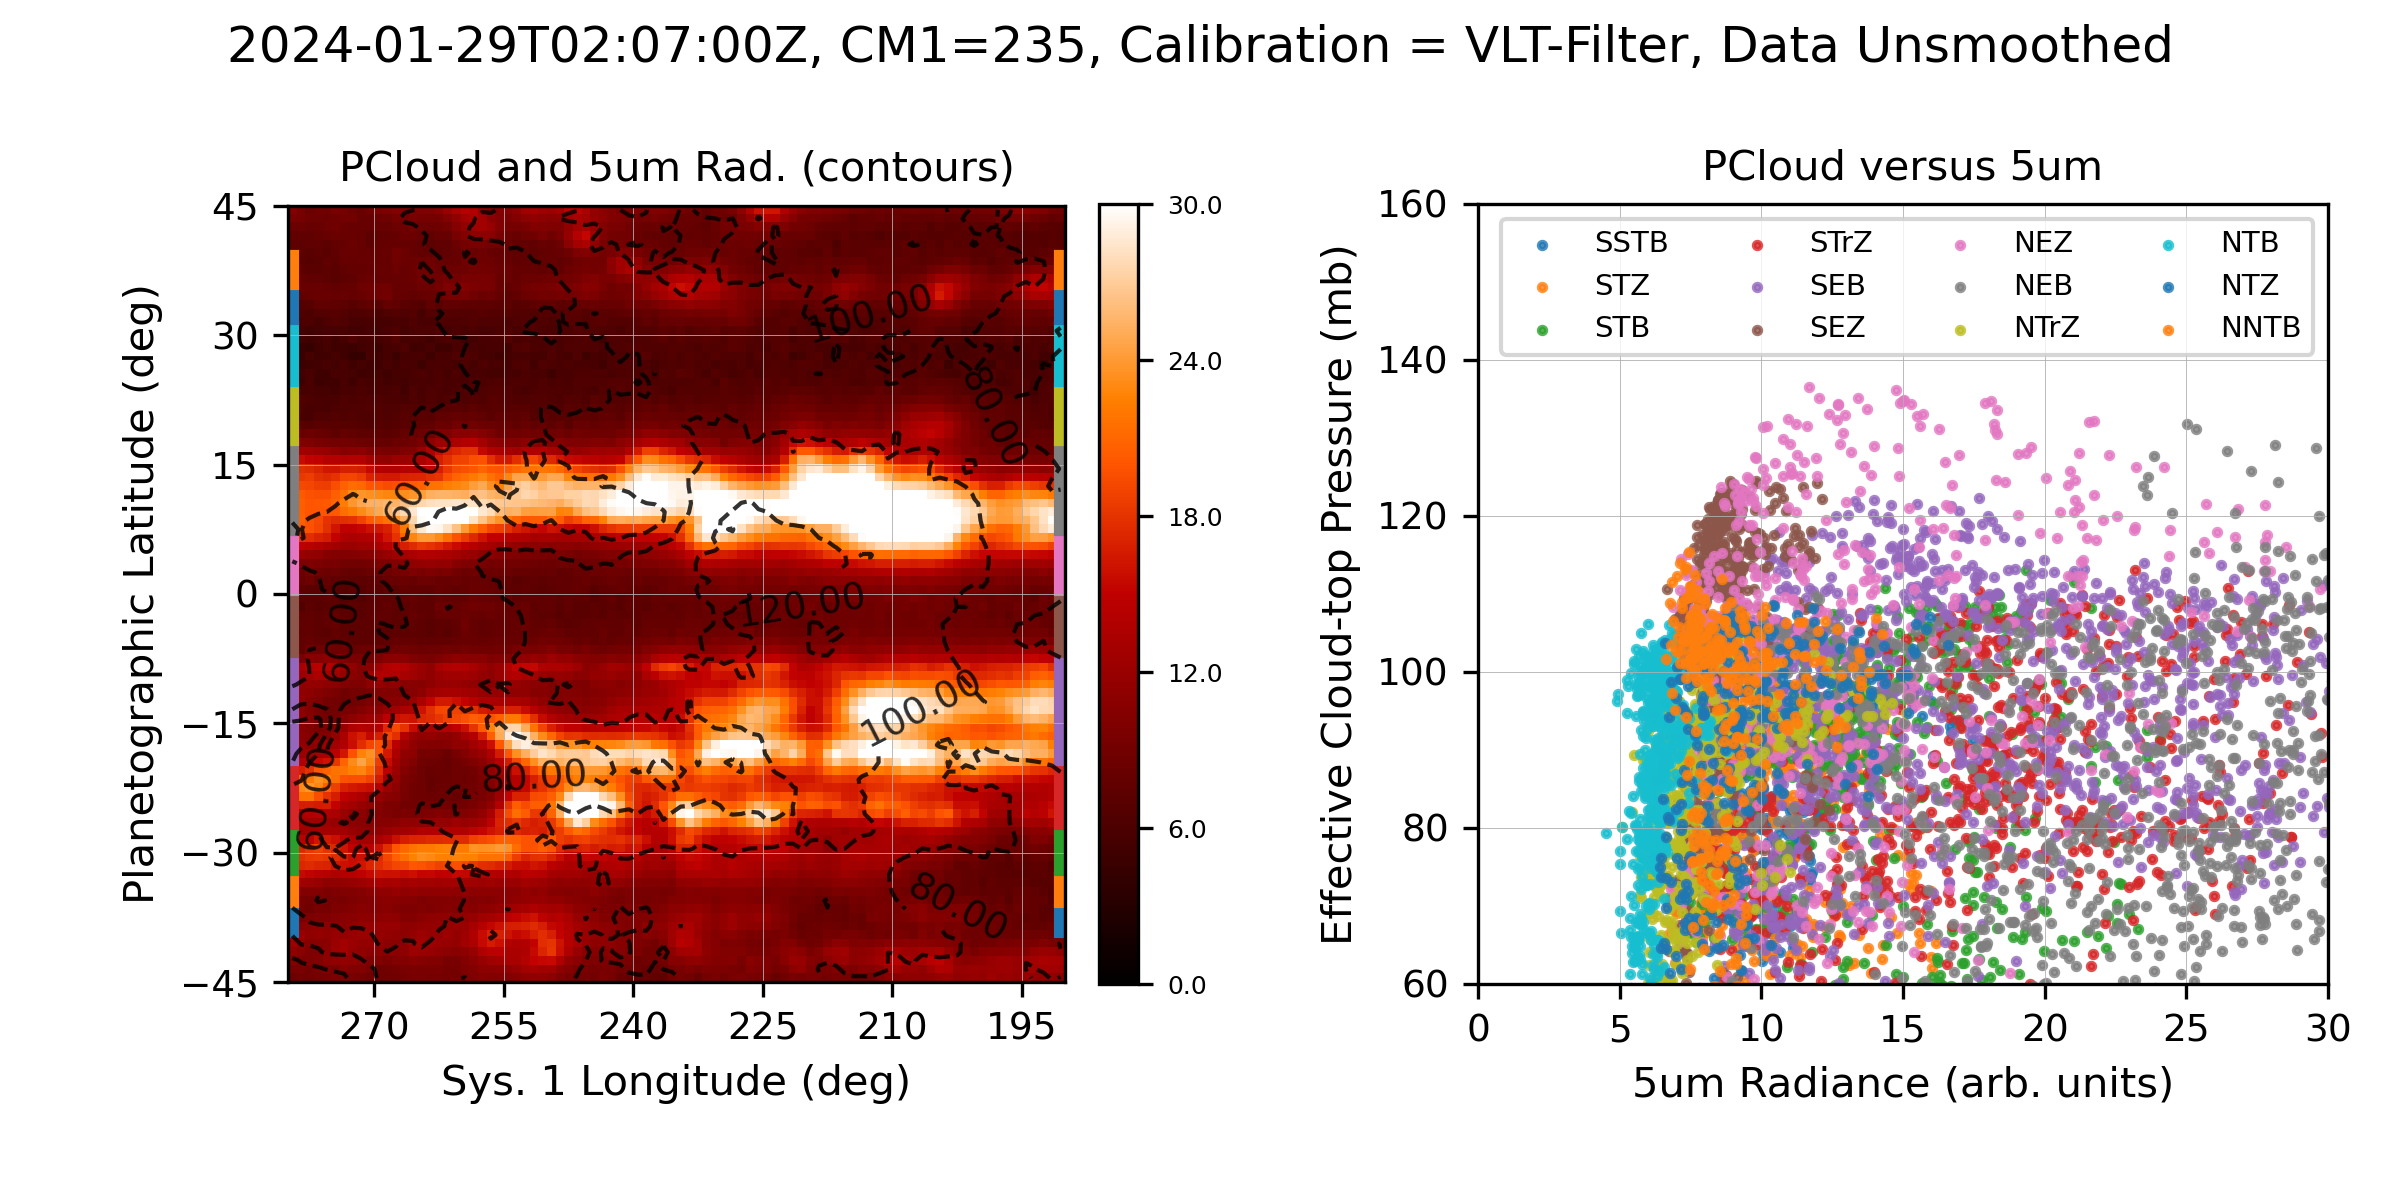 2024-01-29T02:07:00Z, CM1=235, Calibration = VLT-Filter, Data Unsmoothed
PCloud and 5um Rad. (contours)
Planetographic Latitude (deg)
45
30
15
0
−15
−30
−45
270
255
240
225
210
195
Sys. 1 Longitude (deg)
100.00
80.00
60.00
60.00
120.00
100.00
80.00
60.00
60.00
80.00
30.0
24.0
18.0
12.0
6.0
0.0
PCloud versus 5um
Effective Cloud-top Pressure (mb)
160
140
120
100
80
60
SSTB
STZ
STB
STrZ
SEB
SEZ
NEZ
NEB
NTrZ
NTB
NTZ
NNTB
0
5
10
15
20
25
30
5um Radiance (arb. units)